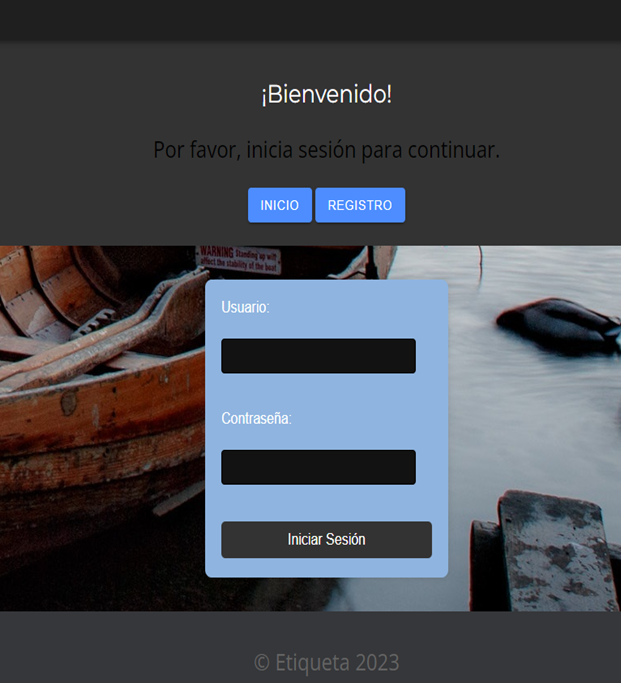 ¡Bienvenido!
Por favor, inicia sesión para continuar.
INICIO REGISTRO
WARNING Standing up will
affect the stability of the boat
Usuario:
Contraseña:
Iniciar Sesión
© Etiqueta 2023